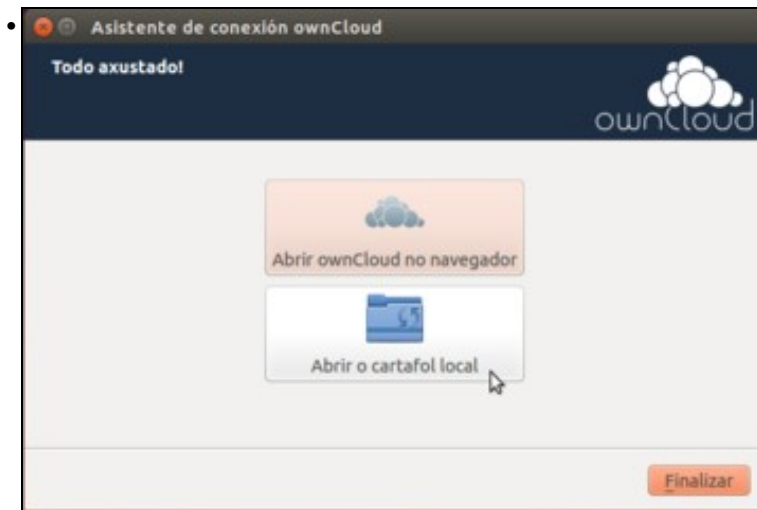 Asistente de conexión ownCloud
Todo axustado!
ownCloud
Abrir ownCloud no navegador
Abrir o cartafol local
Finalizar